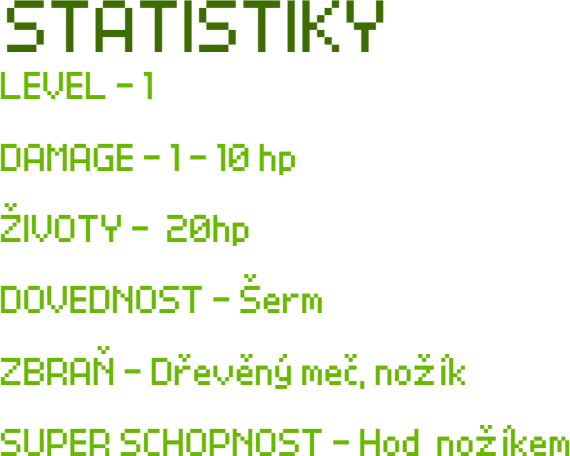 STATISTIKY
LEVEL - 1
DAMAGE - 1 - 10 hp
ŽIVOTY - 20hp
DOVEDNOST - Šerm
ZBRAŇ - Dřevěný meč, nožík
SUPER SCHOPNOST - Hod nožíkem